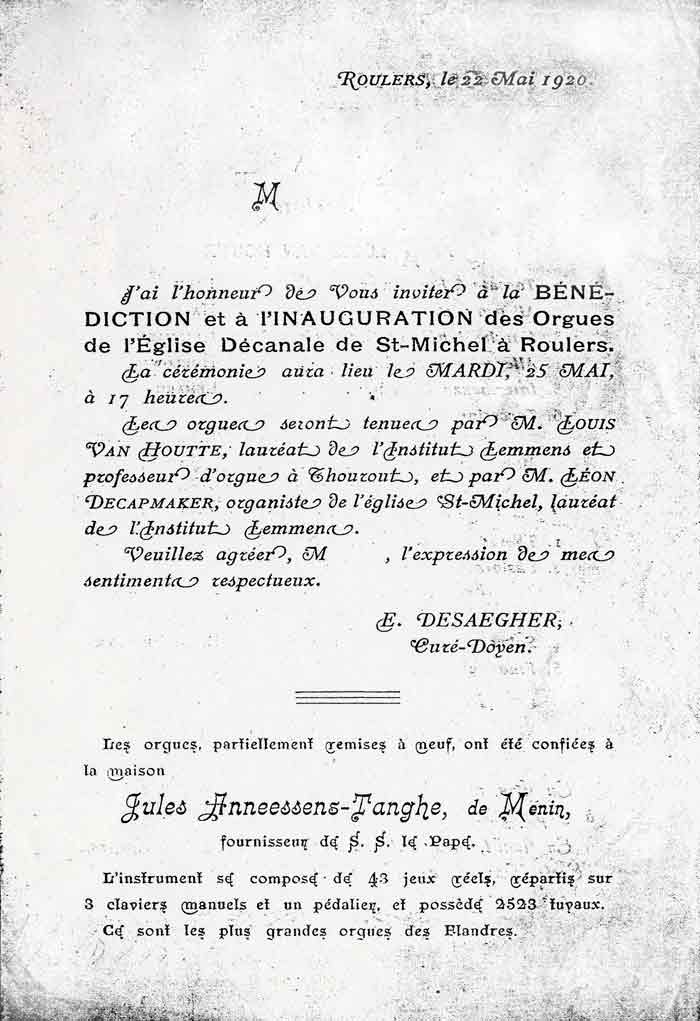 ROULERS, le 22 Mai 1920.
M
J'ai l'honneur de Vous inviter à la BÉNÉ-
DICTION et à l'INAUGURATION des Orgues
de l'Église Décanale de St-Michel à Roulers.
La cérémonie aura lieu le MARDI, 25 MAI,
à 17 heures.
Les orgues seront tenues par M. LOUIS
VAN HOUTTE, lauréat de l'Institut Lemmens et
professeur d'orgue à Thourout, et par M. LÉON
DECAPMAKER, organiste de l'église St-Michel, lauréat
de l'Institut Lemmens.
Veuillez agréer, M , l'expression de mes
sentiments respectueux.
E. DESAEGHER,
Curé-Doyen.
Les orgues, partiellement remises à neuf, ont été confiées à
la maison
Jules Anneessens-Tanghe, de Menin,
fournisseur de S. S. le Pape.
L'instrument se compose de 43 jeux réels, répartis sur
3 claviers manuels et un pédalier, et possède 2523 tuyaux.
Ce sont les plus grandes orgues des Flandres.